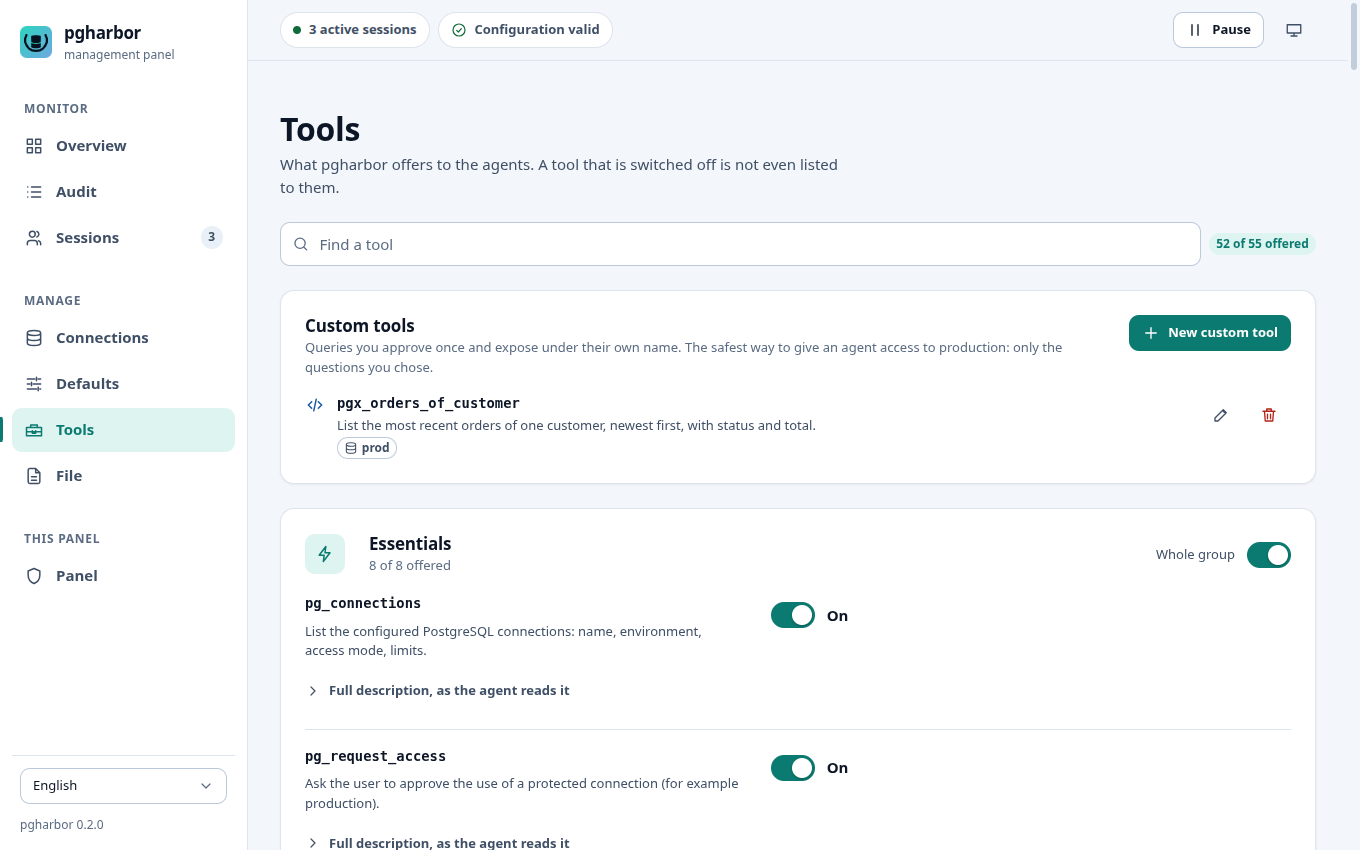 pgharbor
management panel
MONITOR
Overview
Audit
Sessions
3
MANAGE
Connections
Defaults
Tools
File
THIS PANEL
Panel
English
pgharbor 0.2.0
3 active sessions
Configuration valid
Pause
Tools
What pgharbor offers to the agents. A tool that is switched off is not even listed
to them.
Find a tool
52 of 55 offered
Custom tools
Queries you approve once and expose under their own name. The safest way to give an agent access to production: only the
questions you chose.
New custom tool
pgx_orders_of_customer
List the most recent orders of one customer, newest first, with status and total.
prod
Essentials
8 of 8 offered
Whole group
pg_connections
List the configured PostgreSQL connections: name, environment,
access mode, limits.
On
Full description, as the agent reads it
pg_request_access
Ask the user to approve the use of a protected connection (for example
production).
On
Full description, as the agent reads it